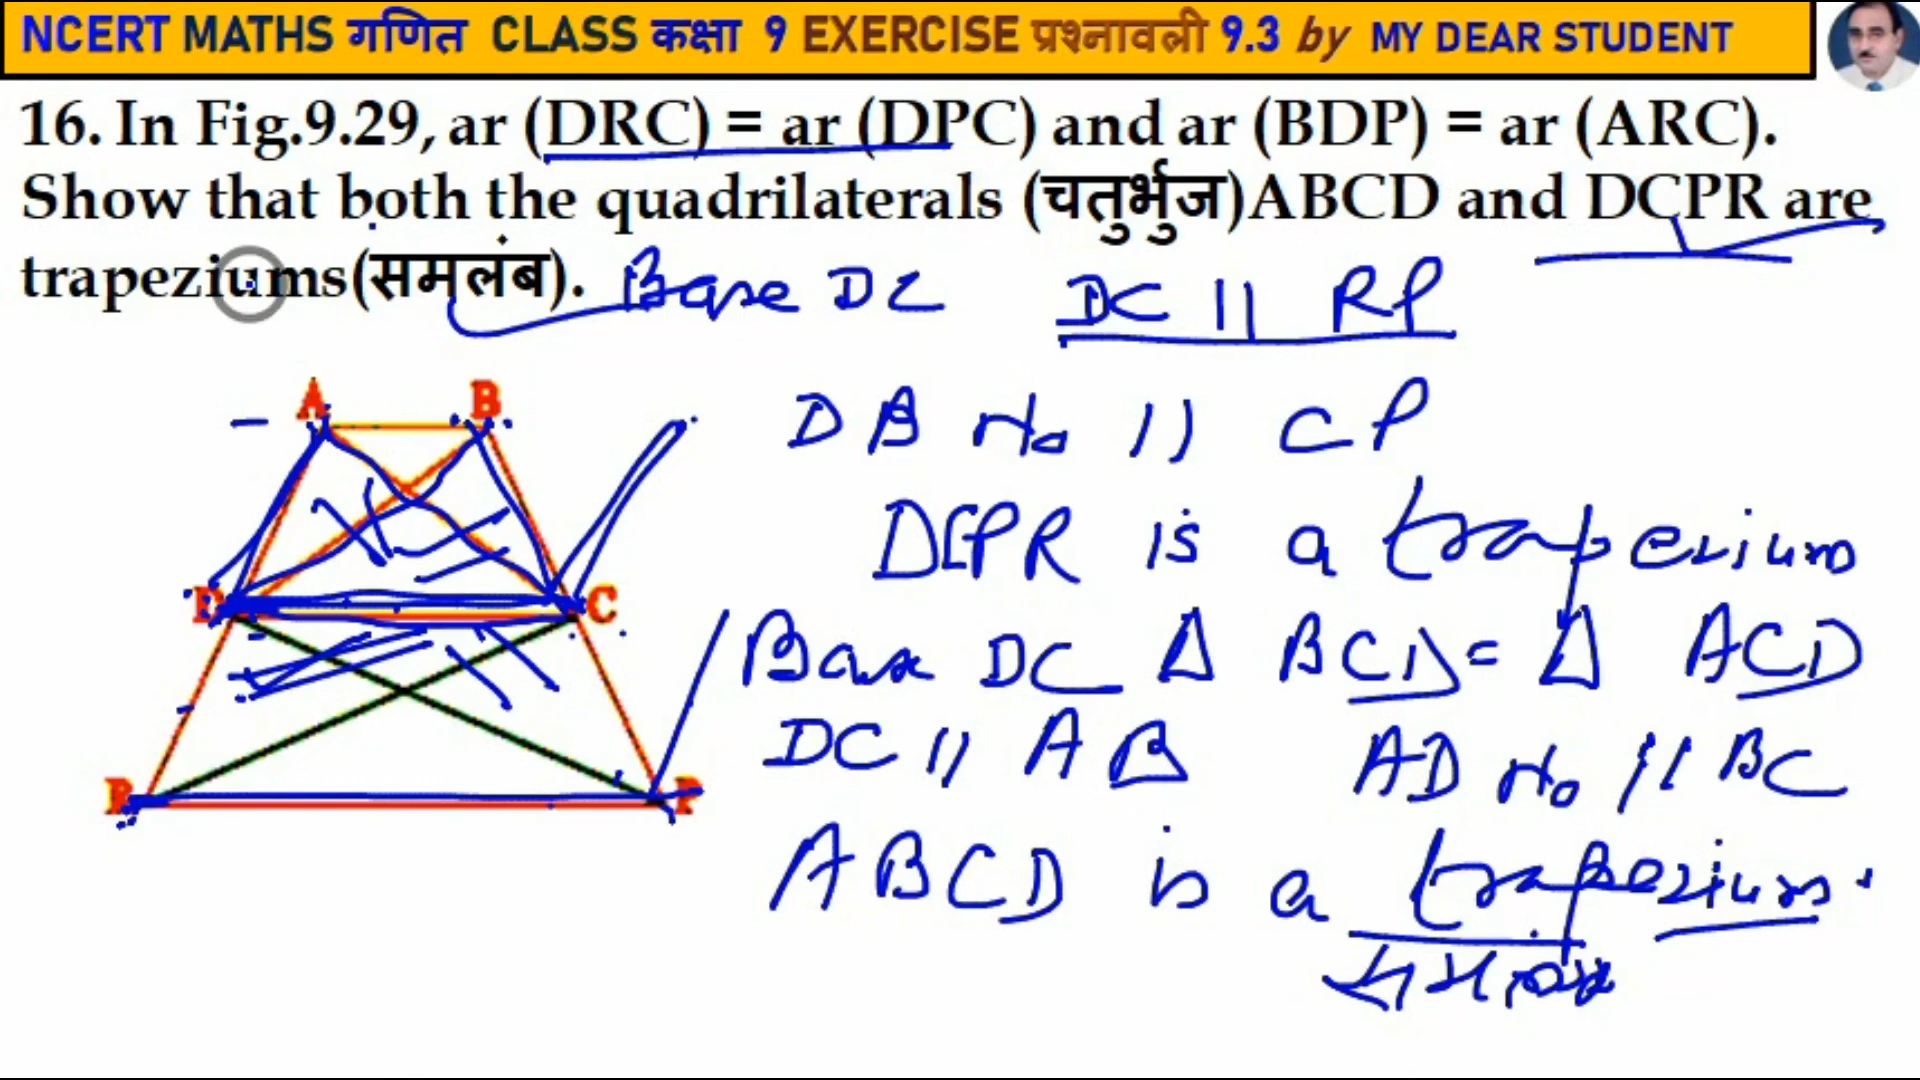 NCERT MATHS गणित CLASS कक्षा 9 EXERCISE प्रश्नावली 9.3 by MY DEAR STUDENT
16. In Fig.9.29, ar (DRC) = ar (DPC) and ar (BDP) = ar (ARC).
Show that both the quadrilaterals (चतुर्भुज)ABCD and DCPR are
trapeziums(समलंब). Base DC DC || RP
A B
DB No || CP
DCPR is a trapezium
D C
Base DC Δ BCD = Δ ACD
DC || AB AD No || BC
R P
ABCD is a trapezium.
समलम्ब